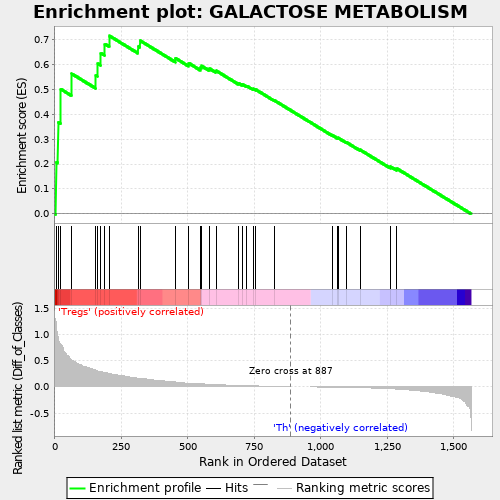 Enrichment plot: GALACTOSE METABOLISM
Enrichment score (ES)
0.7
0.6
0.5
0.4
0.3
0.2
0.1
0.0
'Tregs' (positively correlated)
Ranked list metric (Diff_of_Classes)
1.5
1.0
0.5
0.0
-0.5
Zero cross at 887
'Th' (negatively correlated)
0 250 500 750 1,000 1,250 1,500
Rank in Ordered Dataset
Enrichment profile Hits Ranking metric scores